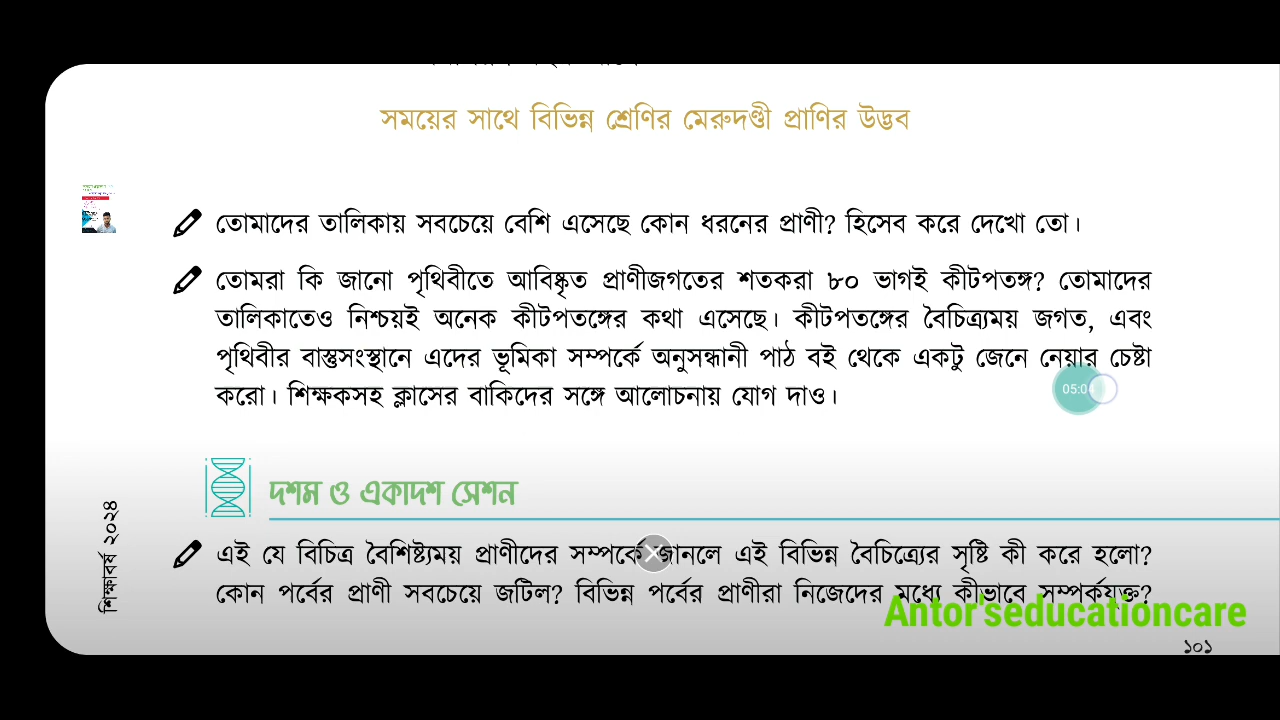 সময়ের সাথে বিভিন্ন শ্রেণির মেরুদণ্ডী প্রাণির উদ্ভব
তোমাদের তালিকায় সবচেয়ে বেশি এসেছে কোন ধরনের প্রাণী? হিসেব করে দেখো তো।
তোমরা কি জানো পৃথিবীতে আবিষ্কৃত প্রাণীজগতের শতকরা ৮০ ভাগই কীটপতঙ্গ? তোমাদের
তালিকাতেও নিশ্চয়ই অনেক কীটপতঙ্গের কথা এসেছে। কীটপতঙ্গের বৈচিত্র্যময় জগত, এবং
পৃথিবীর বাস্তুসংস্থানে এদের ভূমিকা সম্পর্কে অনুসন্ধানী পাঠ বই থেকে একটু জেনে নেয়ার চেষ্টা
করো। শিক্ষকসহ ক্লাসের বাকিদের সঙ্গে আলোচনায় যোগ দাও।
দশম ও একাদশ সেশন
এই যে বিচিত্র বৈশিষ্ট্যময় প্রাণীদের সম্পর্কে জানলে এই বিভিন্ন বৈচিত্র্যের সৃষ্টি কী করে হলো?
কোন পর্বের প্রাণী সবচেয়ে জটিল? বিভিন্ন পর্বের প্রাণীরা নিজেদের মধ্যে কীভাবে সম্পর্কযুক্ত?
Antor'seducationcare
শিক্ষাবর্ষ ২০২৪
১০১